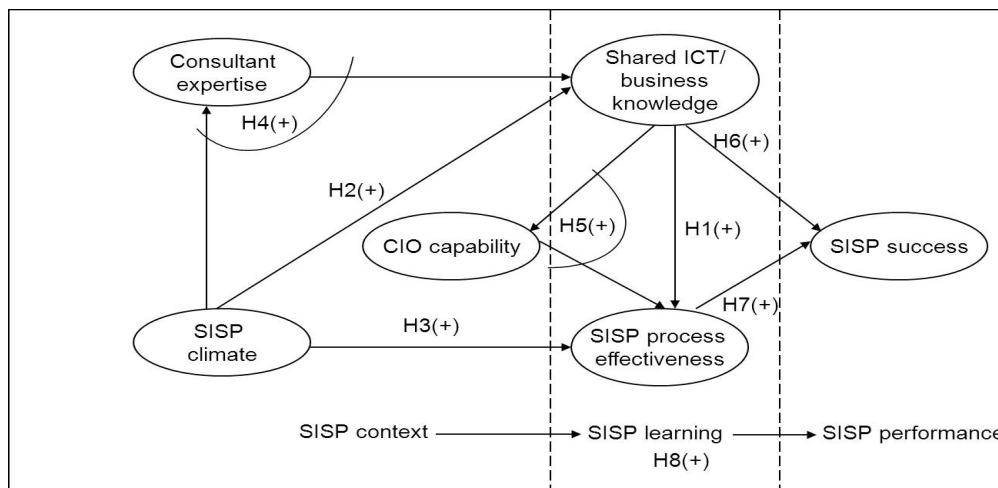 Consultant
expertise
Shared ICT/
business
knowledge
H4(+)
H6(+)
H2(+)
CIO capability
H5(+)
H1(+)
SISP success
SISP
climate
H3(+)
SISP process
effectiveness
H7(+)
SISP context
SISP learning
SISP performance
H8(+)